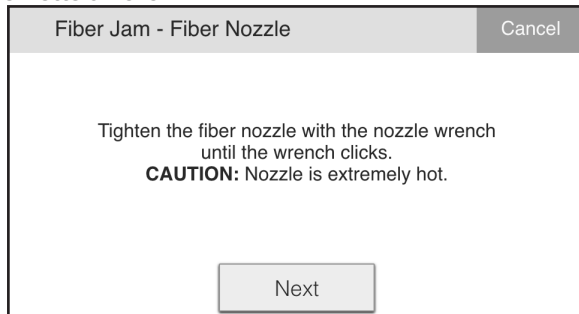 Fiber Jam - Fiber Nozzle
Cancel
Tighten the fiber nozzle with the nozzle wrench
until the wrench clicks.
CAUTION: Nozzle is extremely hot.
Next